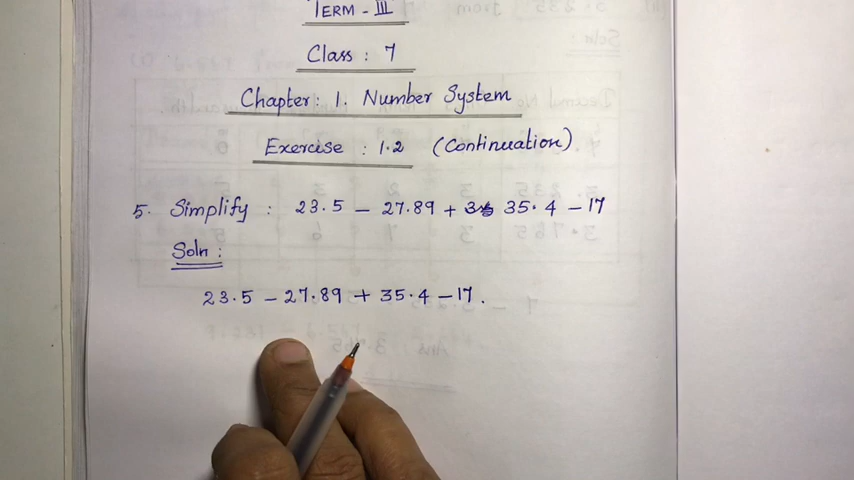 TERM - III
Class : 7
Chapter : 1. Number System
Exercise : 1.2 (Continuation)
5. Simplify : 23.5 - 27.89 + 35.4 - 17
Soln :
23.5 - 27.89 + 35.4 - 17.